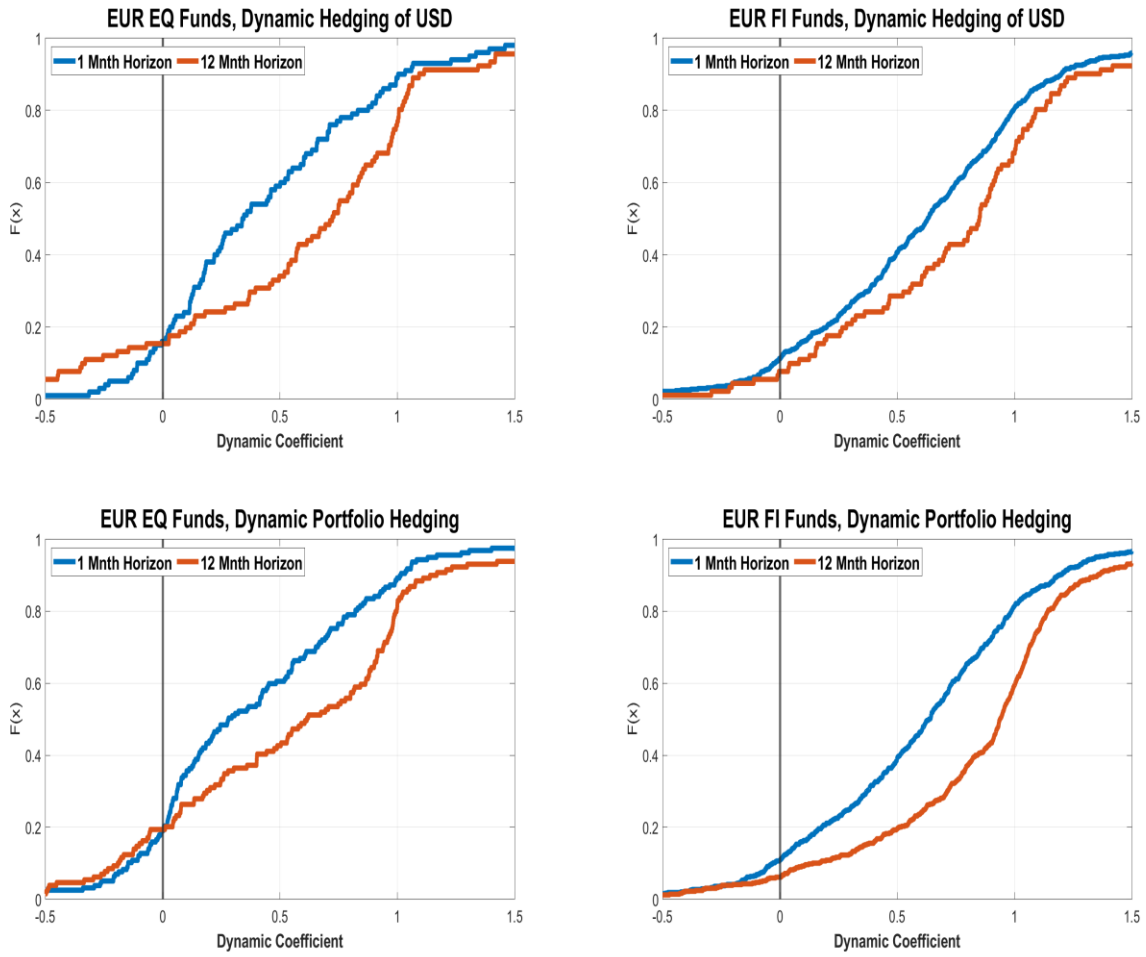 EUR EQ Funds, Dynamic Hedging of USD
1 Mnth Horizon 12 Mnth Horizon
1
0.8
0.6
0.4
0.2
0
F(x)
-0.5 0 0.5 1 1.5
Dynamic Coefficient
EUR FI Funds, Dynamic Hedging of USD
1 Mnth Horizon 12 Mnth Horizon
1
0.8
0.6
0.4
0.2
0
F(x)
-0.5 0 0.5 1 1.5
Dynamic Coefficient
EUR EQ Funds, Dynamic Portfolio Hedging
1 Mnth Horizon 12 Mnth Horizon
1
0.8
0.6
0.4
0.2
0
F(x)
-0.5 0 0.5 1 1.5
Dynamic Coefficient
EUR FI Funds, Dynamic Portfolio Hedging
1 Mnth Horizon 12 Mnth Horizon
1
0.8
0.6
0.4
0.2
0
F(x)
-0.5 0 0.5 1 1.5
Dynamic Coefficient